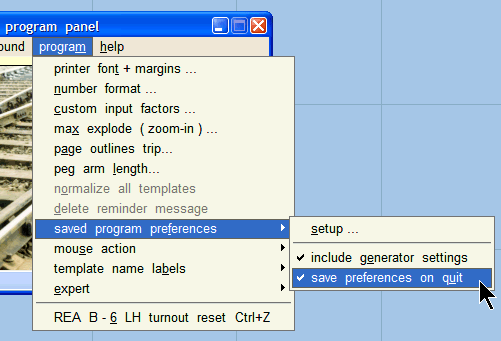 program panel
ound program help
printer font + margins ...
number format ...
custom input factors ...
max explode ( zoom-in ) ...
page outlines trip...
peg arm length...
normalize all templates
delete reminder message
saved program preferences
setup ...
mouse action
include generator settings
template name labels
save preferences on quit
expert
REA B - 6 LH turnout reset Ctrl+Z